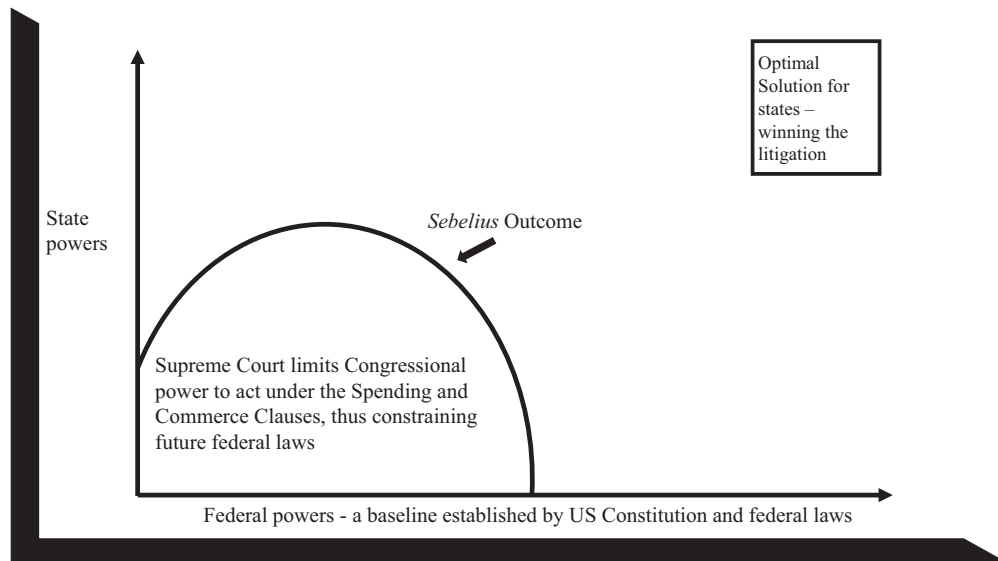 Optimal
Solution for
states –
winning the
litigation
State
powers
Sebelius Outcome
Supreme Court limits Congressional
power to act under the Spending and
Commerce Clauses, thus constraining
future federal laws
Federal powers - a baseline established by US Constitution and federal laws